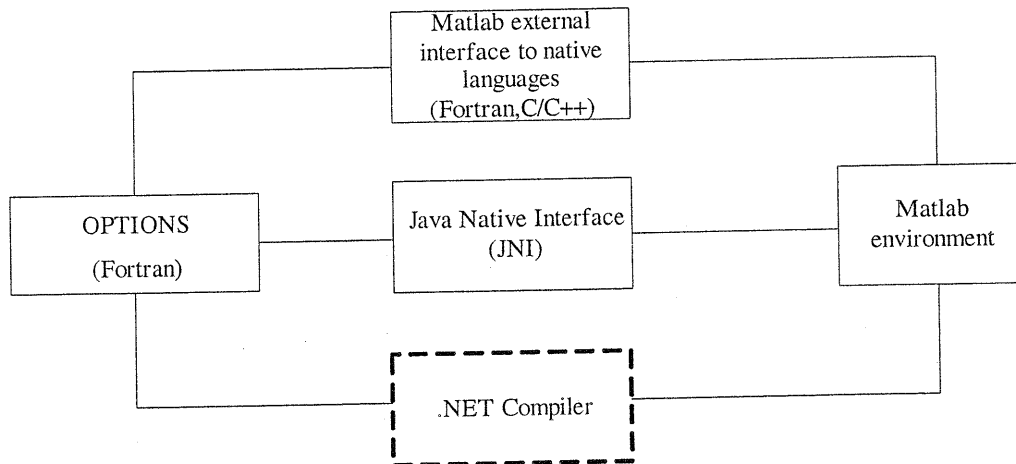 Matlab external
interface to native
languages
(Fortran,C/C++)
OPTIONS
(Fortran)
Java Native Interface
(JNI)
Matlab
environment
.NET Compiler